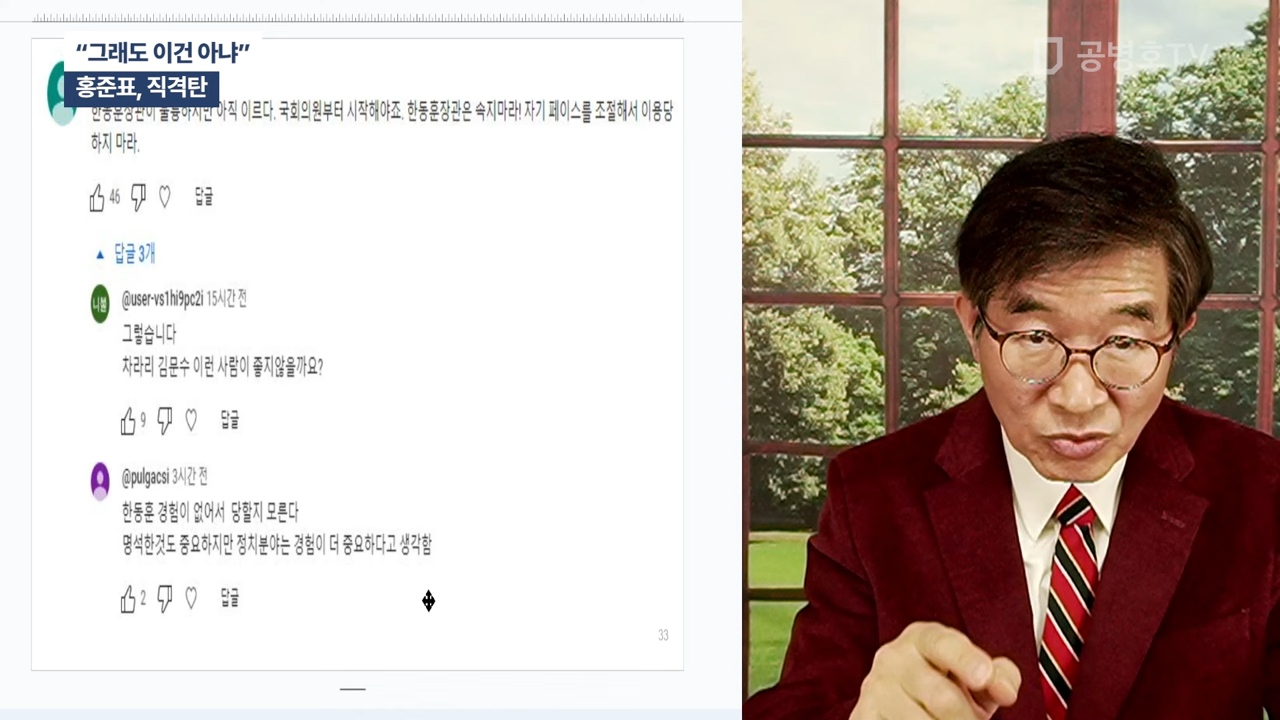 “그래도 이건 아냐”
홍준표, 직격탄
공병호TV
한동훈장관이 훌륭하지만 아직 이르다. 국회의원부터 시작해야죠. 한동훈장관은 속지마라! 자기 페이스를 조절해서 이용당
하지 마라.
46 답글
답글 3개
니원
@user-vs1hi9pc2i 15시간 전
그렇습니다
차라리 김문수 이런 사람이 좋지않을까요?
9 답글
@pulgacsi 3시간 전
한동훈 경험이 없어서 당할지 모른다
명석한것도 중요하지만 정치분야는 경험이 더 중요하다고 생각함
2 답글
33